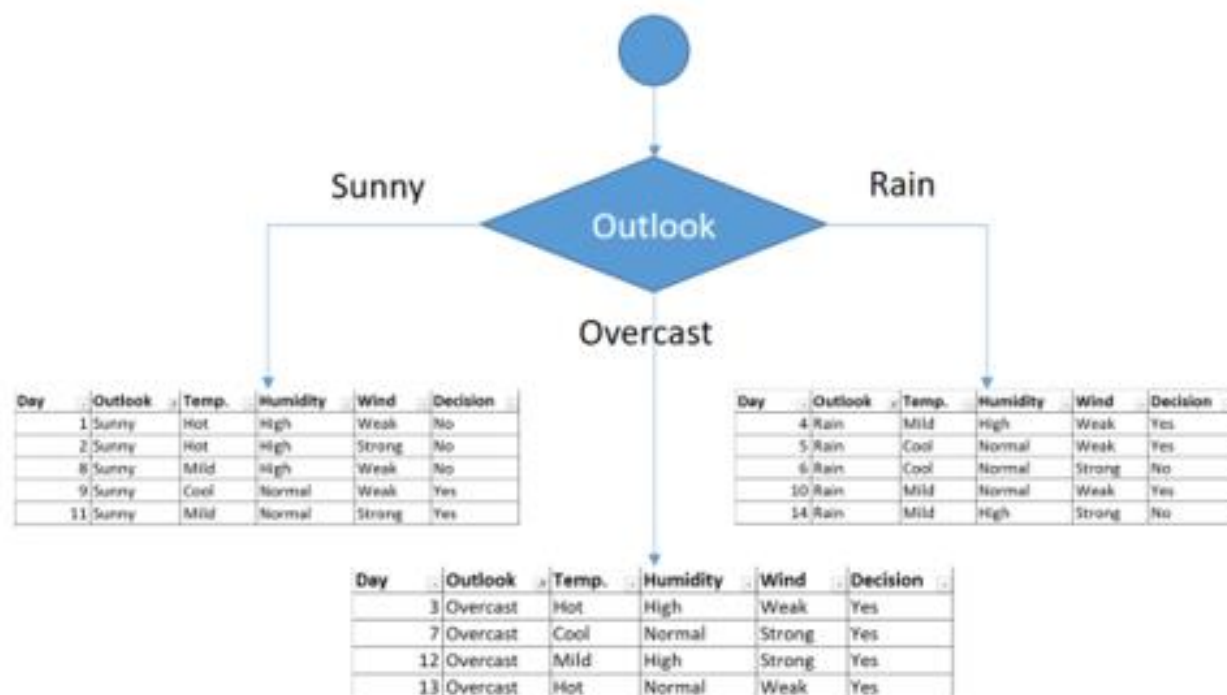 Sunny
Rain
Outlook
Overcast
Day Outlook Temp. Humidity Wind Decision
1 Sunny Hot High Weak No
2 Sunny Hot High Strong No
8 Sunny Mild High Weak No
9 Sunny Cool Normal Weak Yes
11 Sunny Mild Normal Strong Yes
Day Outlook Temp. Humidity Wind Decision
4 Rain Mild High Weak Yes
5 Rain Cool Normal Weak Yes
6 Rain Cool Normal Strong No
10 Rain Mild Normal Weak Yes
14 Rain Mild High Strong No
Day Outlook Temp. Humidity Wind Decision
3 Overcast Hot High Weak Yes
7 Overcast Cool Normal Strong Yes
12 Overcast Mild High Strong Yes
13 Overcast Hot Normal Weak Yes